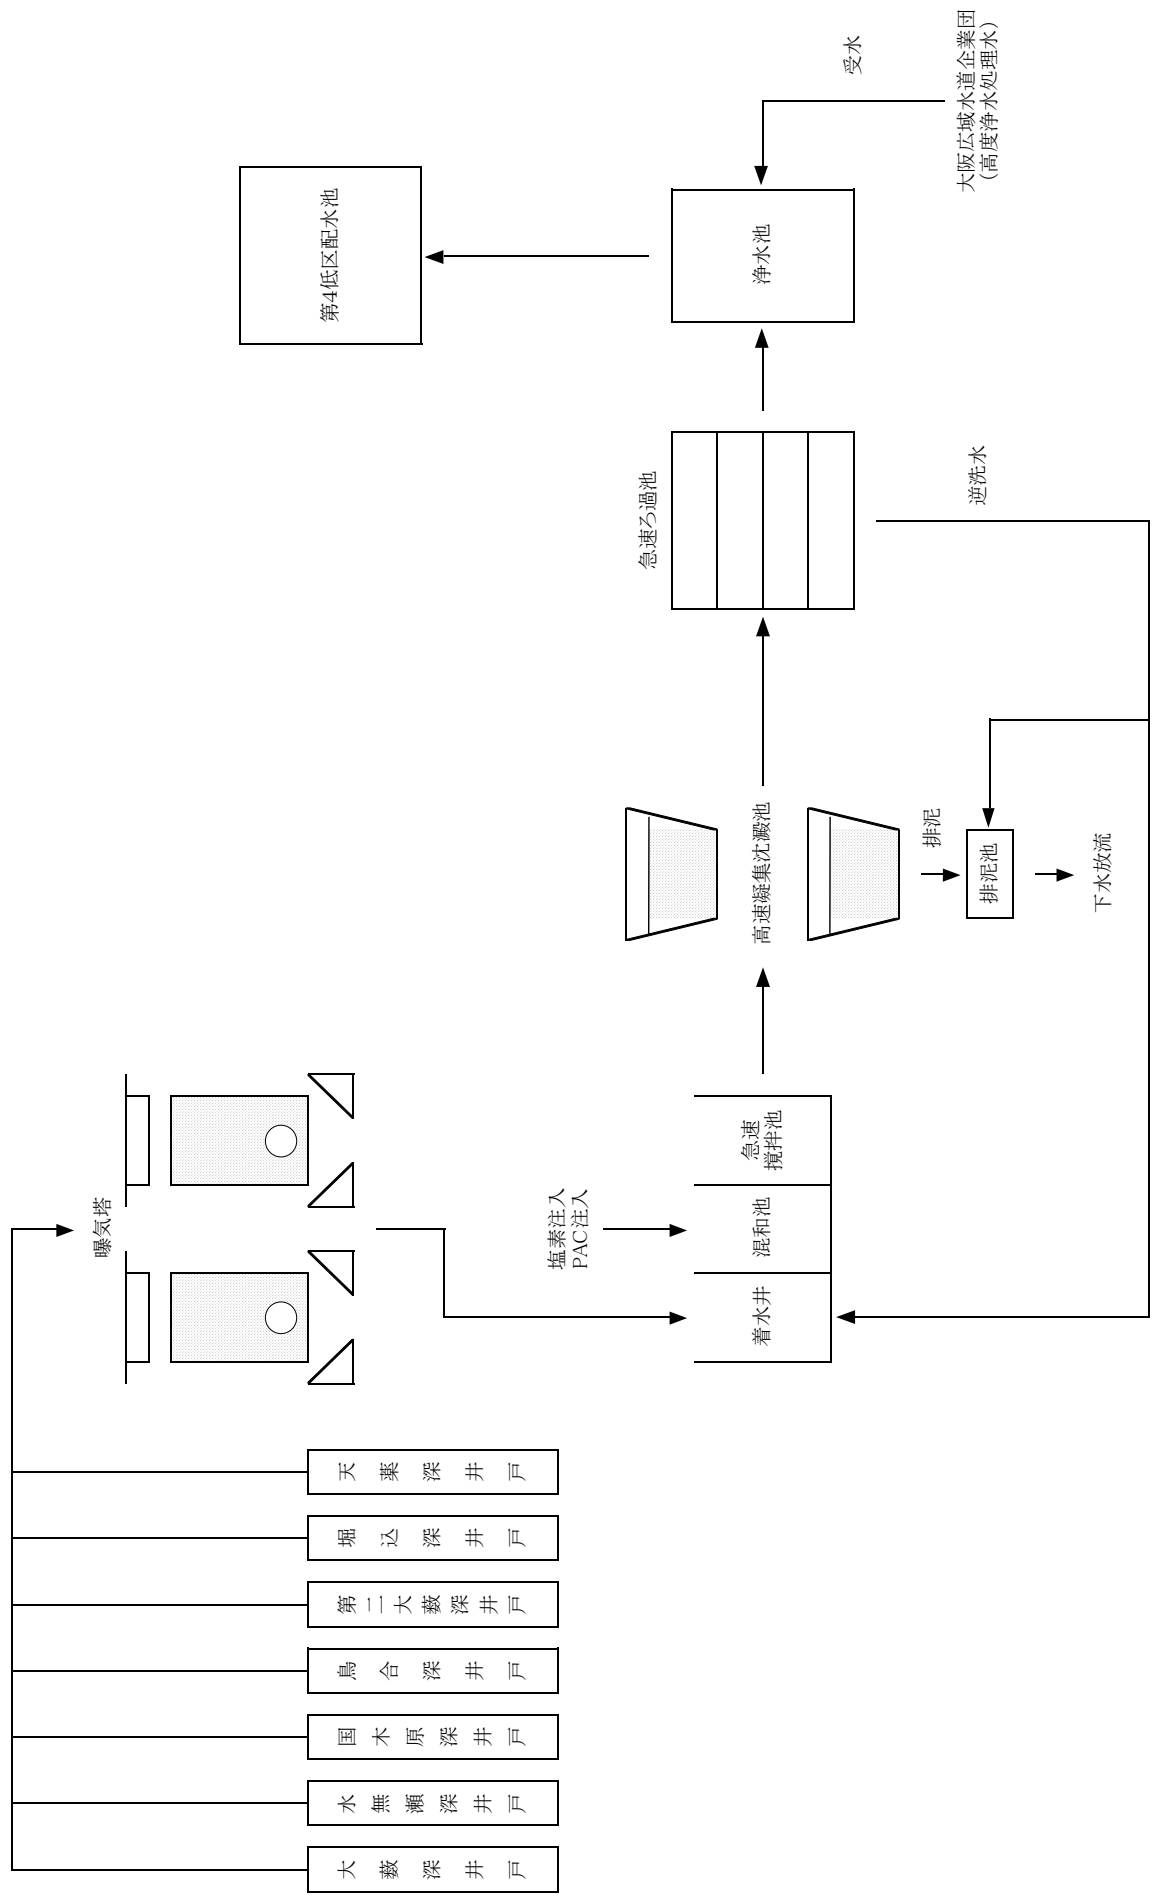 大藪深井戸
水無瀬深井戸
国木原深井戸
鳥合深井戸
第二大藪深井戸
堀込深井戸
天薬深井戸
曝気塔
塩素注入
PAC注入
着水井
混和池
急速
攪拌池
高速凝集沈澱池
排泥
排泥池
下水放流
急速ろ過池
逆洗水
浄水池
第4低区配水池
受水
大阪広域水道企業団
(高度浄水処理水)